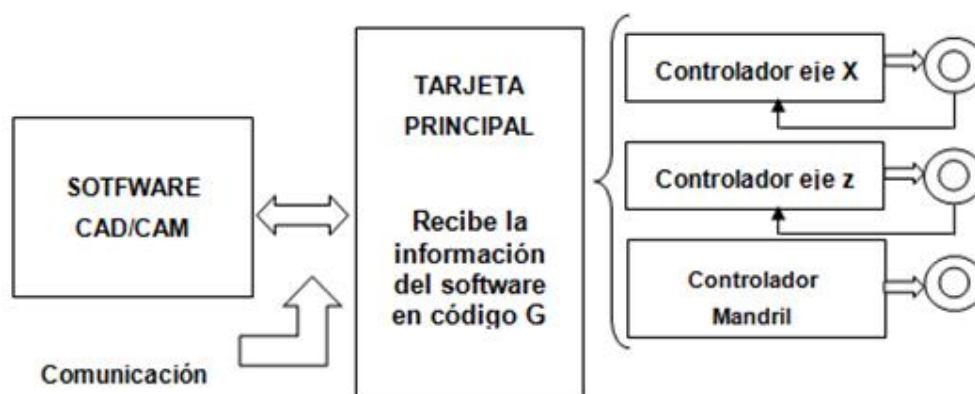 SOTFWARE
CAD/CAM
Comunicación
TARJETA
PRINCIPAL
Recibe la
información
del software
en código G
Controlador eje X
Controlador eje z
Controlador
Mandril